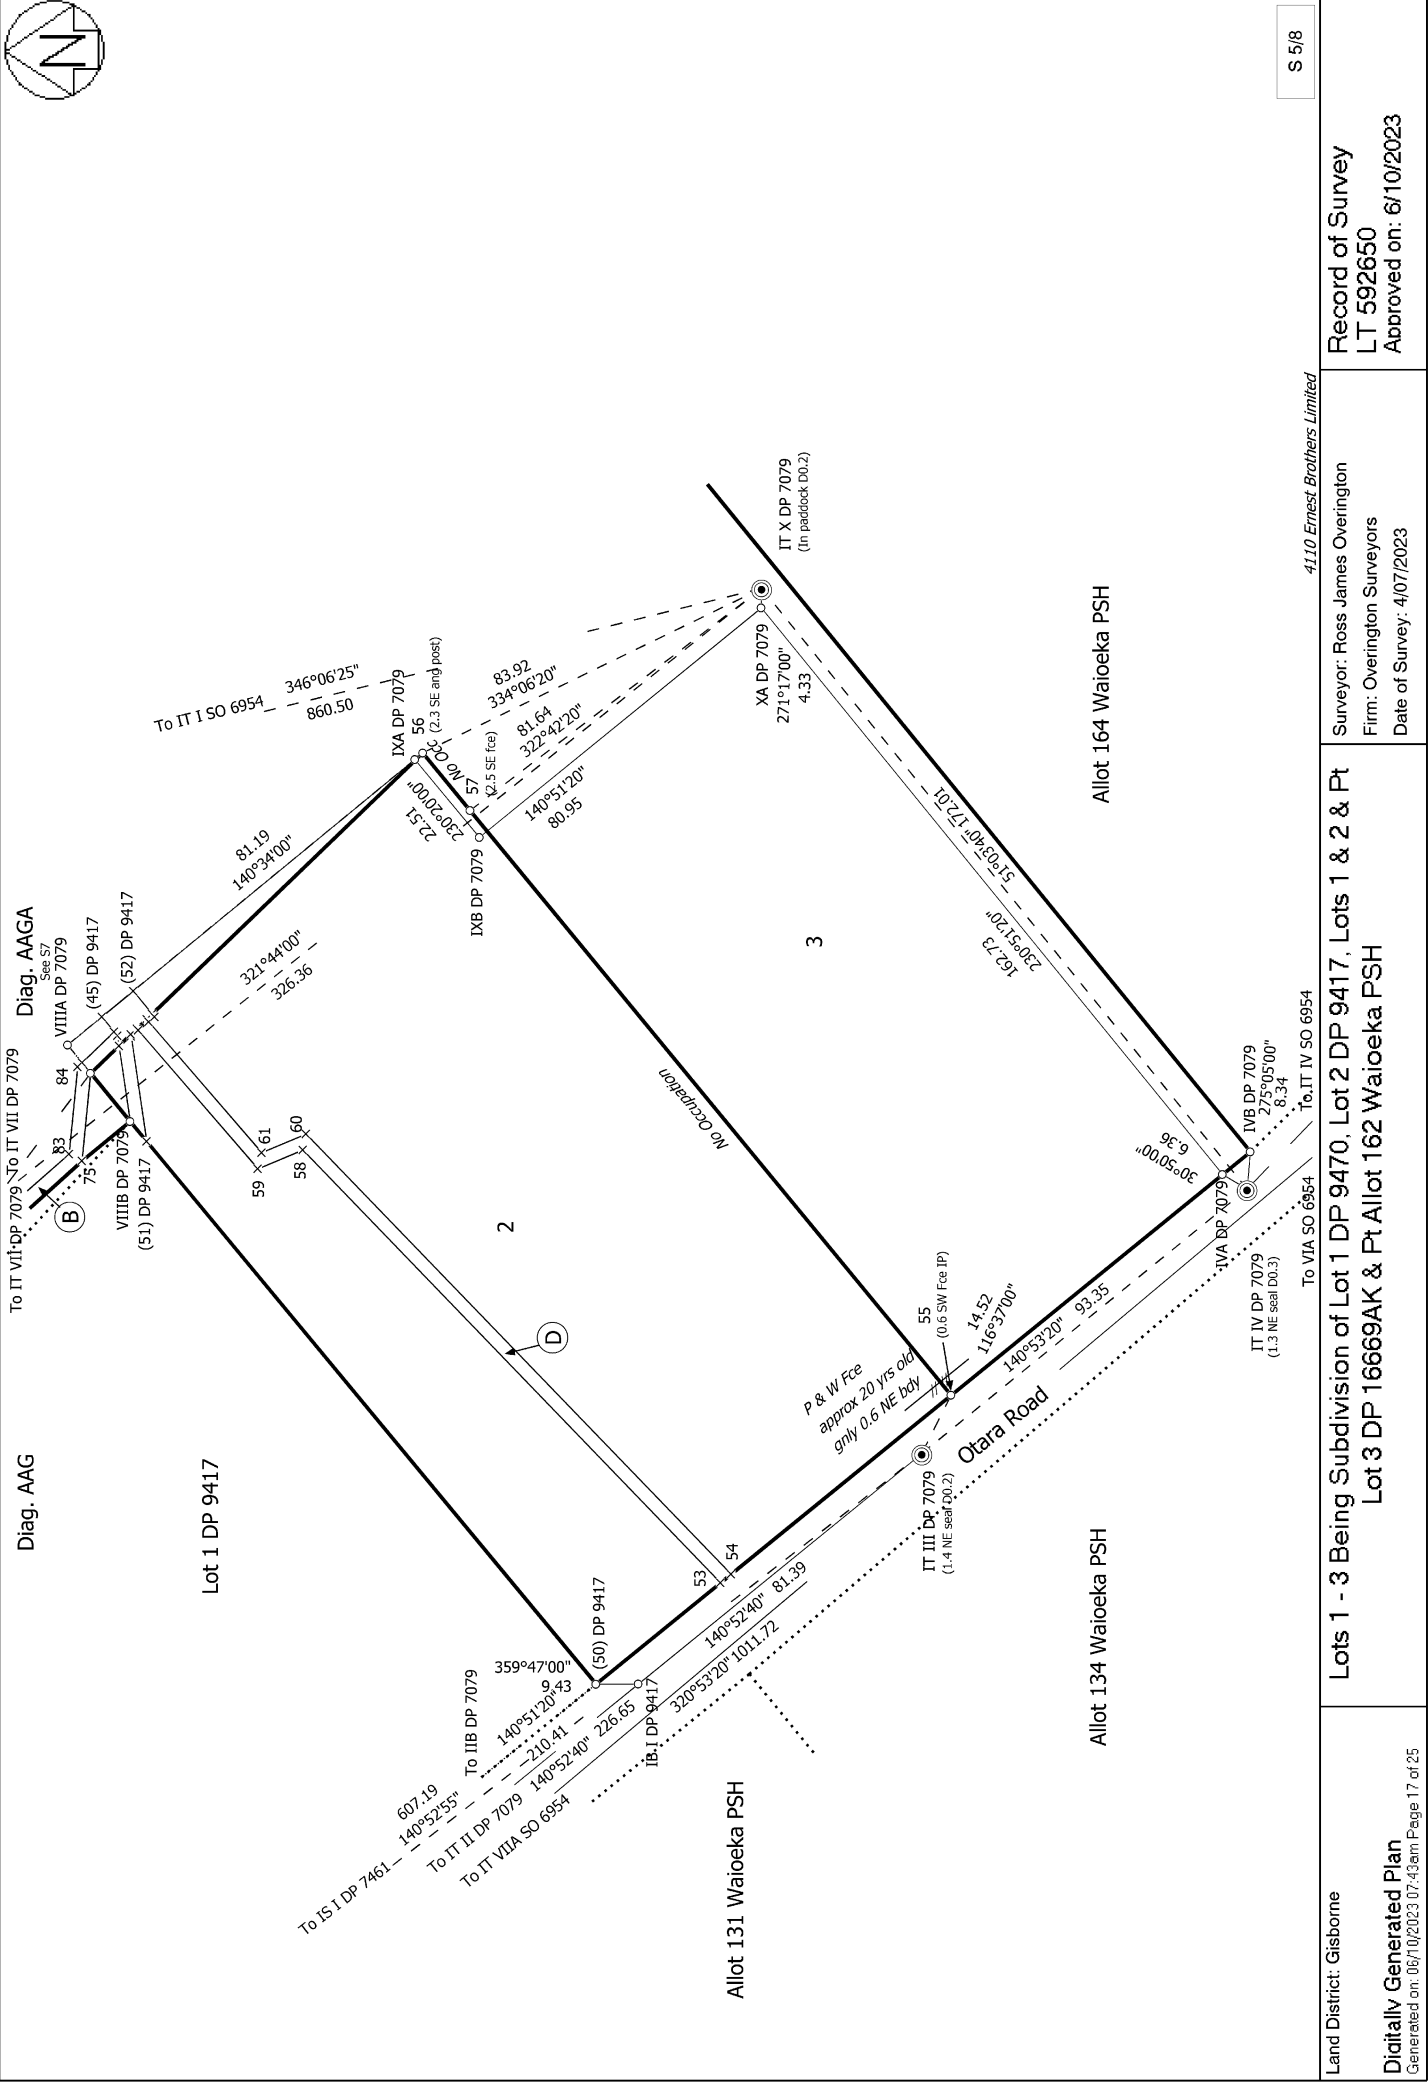 N
S 5/8
Diag. AAG
Diag. AAGA
See S7
Lot 1 DP 9417
To IT VII DP 7079
To IT VII DP 7079
VIIIA DP 7079
(45) DP 9417
(52) DP 9417
84
83
75
B
VIIIB DP 7079
(51) DP 9417
81.19
140°34'00"
321°44'00"
326.36
To IT I SO 6954
346°06'25"
860.50
IXA DP 7079
56
(2.3 SE ang post)
No Occ
57
(2.5 SE fce)
22.51
230°20'00"
IXB DP 7079
83.92
334°06'20"
81.64
322°42'20"
140°51'20"
80.95
XA DP 7079
271°17'00"
4.33
IT X DP 7079
(In paddock D0.2)
59
61
58
60
2
D
3
No Occupation
51°03'40" 172.01
230°51'20"
162.73
Allot 164 Waioeka PSH
30°50'00"
6.36
IVB DP 7079
275°05'00"
8.34
To IT IV SO 6954
IVA DP 7079
IT IV DP 7079
(1.3 NE seal D0.3)
To VIA SO 6954
140°53'20"
93.35
55
(0.6 SW Fce IP)
14.52
116°37'00"
P & W Fce
approx 20 yrs old
gnly 0.6 NE bdy
Otara Road
IT III DP 7079
(1.4 NE seal D0.2)
53
54
140°52'40"
81.39
320°53'20" 1011.72
(50) DP 9417
359°47'00"
9.43
To IIB DP 7079
140°51'20"
210.41
140°52'40"
226.65
IB I DP 9417
607.19
140°52'55"
To IS I DP 7461
To IT II DP 7079
To IT VIIA SO 6954
Allot 131 Waioeka PSH
Allot 134 Waioeka PSH
4110 Ernest Brothers Limited
Land District: Gisborne
Digitally Generated Plan
Generated on: 06/10/2023 07:43am Page 17 of 25
Lots 1 - 3 Being Subdivision of Lot 1 DP 9470, Lot 2 DP 9417, Lots 1 & 2 & Pt
Lot 3 DP 16669AK & Pt Allot 162 Waioeka PSH
Surveyor: Ross James Overington
Firm: Overington Surveyors
Date of Survey: 4/07/2023
Record of Survey
LT 592650
Approved on: 6/10/2023